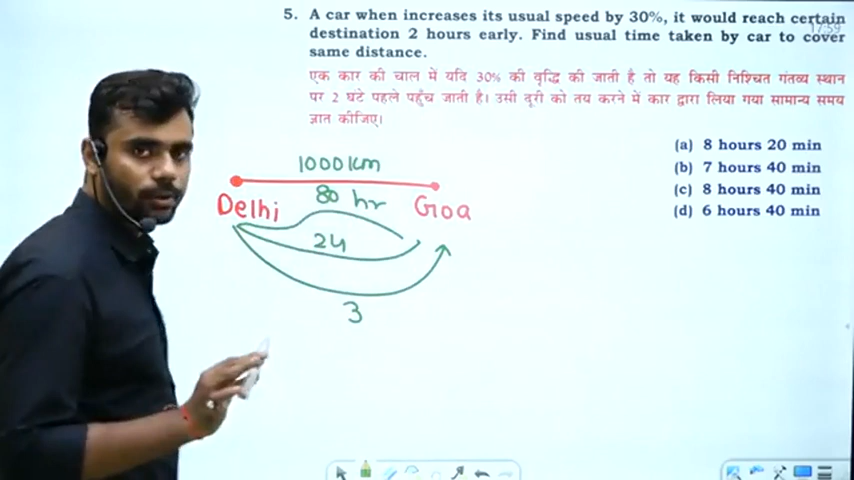 5. A car when increases its usual speed by 30%, it would reach certain
destination 2 hours early. Find usual time taken by car to cover
same distance.
17:59
एक कार की चाल में यदि 30% की वृद्धि की जाती है तो यह किसी निश्चित गंतव्य स्थान
पर 2 घंटे पहले पहुँच जाती है। उसी दूरी को तय करने में कार द्वारा लिया गया सामान्य समय
ज्ञात कीजिए।
(a) 8 hours 20 min
(b) 7 hours 40 min
(c) 8 hours 40 min
(d) 6 hours 40 min
1000km
80 hr
Delhi Goa
24
3